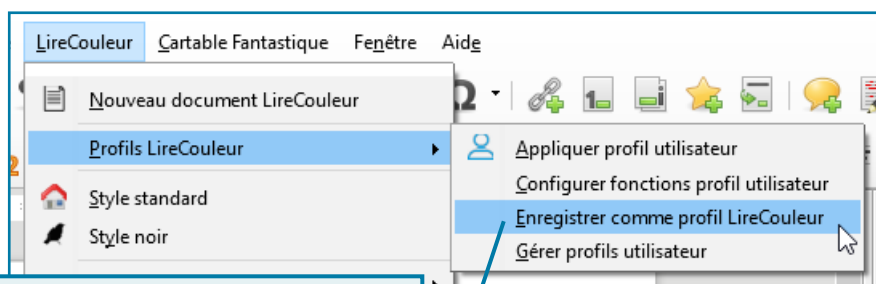 LireCouleur Cartable Fantastique Fenêtre Aide
Nouveau document LireCouleur
Profils LireCouleur
Style standard
Style noir
Appliquer profil utilisateur
Configurer fonctions profil utilisateur
Enregistrer comme profil LireCouleur
Gérer profils utilisateur